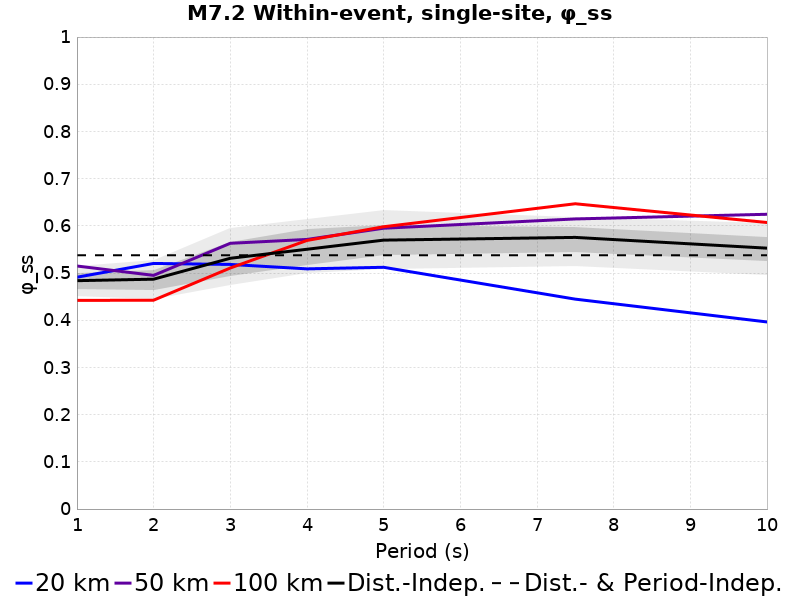 M7.2 Within-event, single-site, φ_ss
1
0.9
0.8
0.7
0.6
0.5
0.4
0.3
0.2
0.1
0
φ_ss
1 2 3 4 5 6 7 8 9 10
Period (s)
20 km 50 km 100 km Dist.-Indep. Dist.- & Period-Indep.